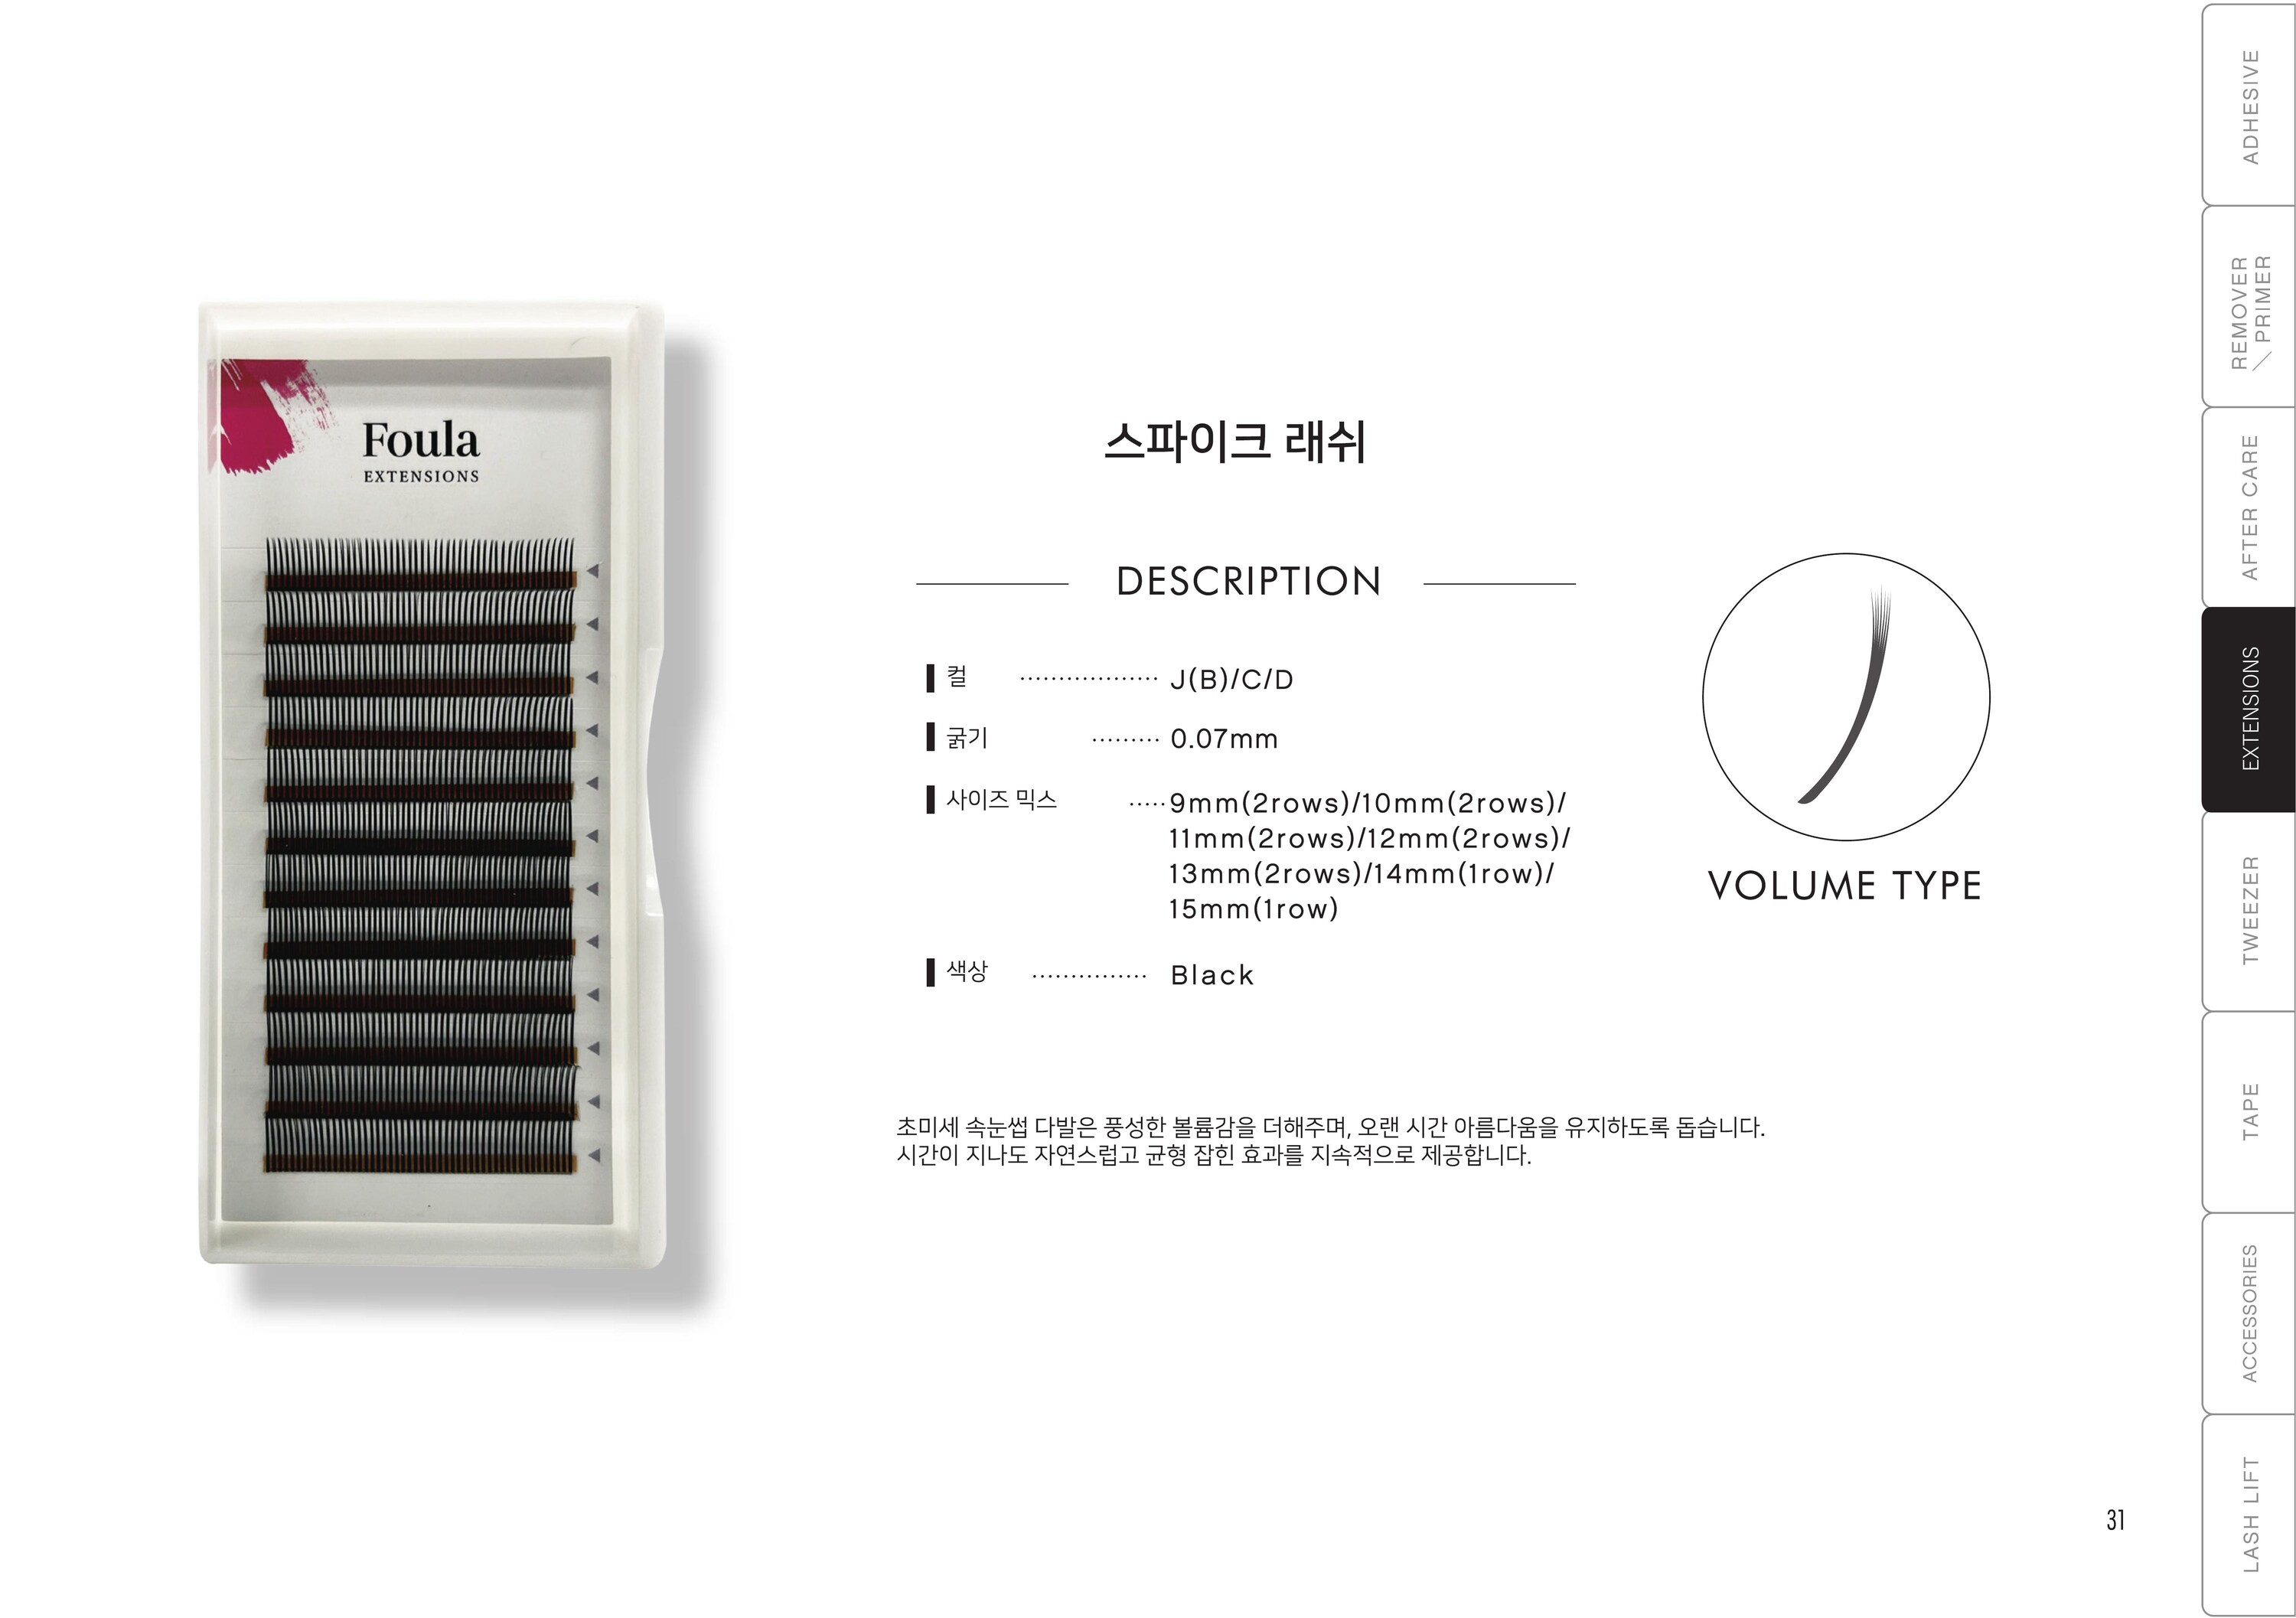 Foula
EXTENSIONS
스파이크 래쉬
DESCRIPTION
컬 .................. J(B)/C/D
굵기 ......... 0.07mm
사이즈 믹스 ..... 9mm(2rows)/10mm(2rows)/
11mm(2rows)/12mm(2rows)/
13mm(2rows)/14mm(1row)/
15mm(1row)
색상 ............... Black
VOLUME TYPE
초미세 속눈썹 다발은 풍성한 볼륨감을 더해주며, 오랜 시간 아름다움을 유지하도록 돕습니다.
시간이 지나도 자연스럽고 균형 잡힌 효과를 지속적으로 제공합니다.
31
ADHESIVE
REMOVER
/ PRIMER
AFTER CARE
EXTENSIONS
TWEEZER
TAPE
ACCESSORIES
LASH LIFT